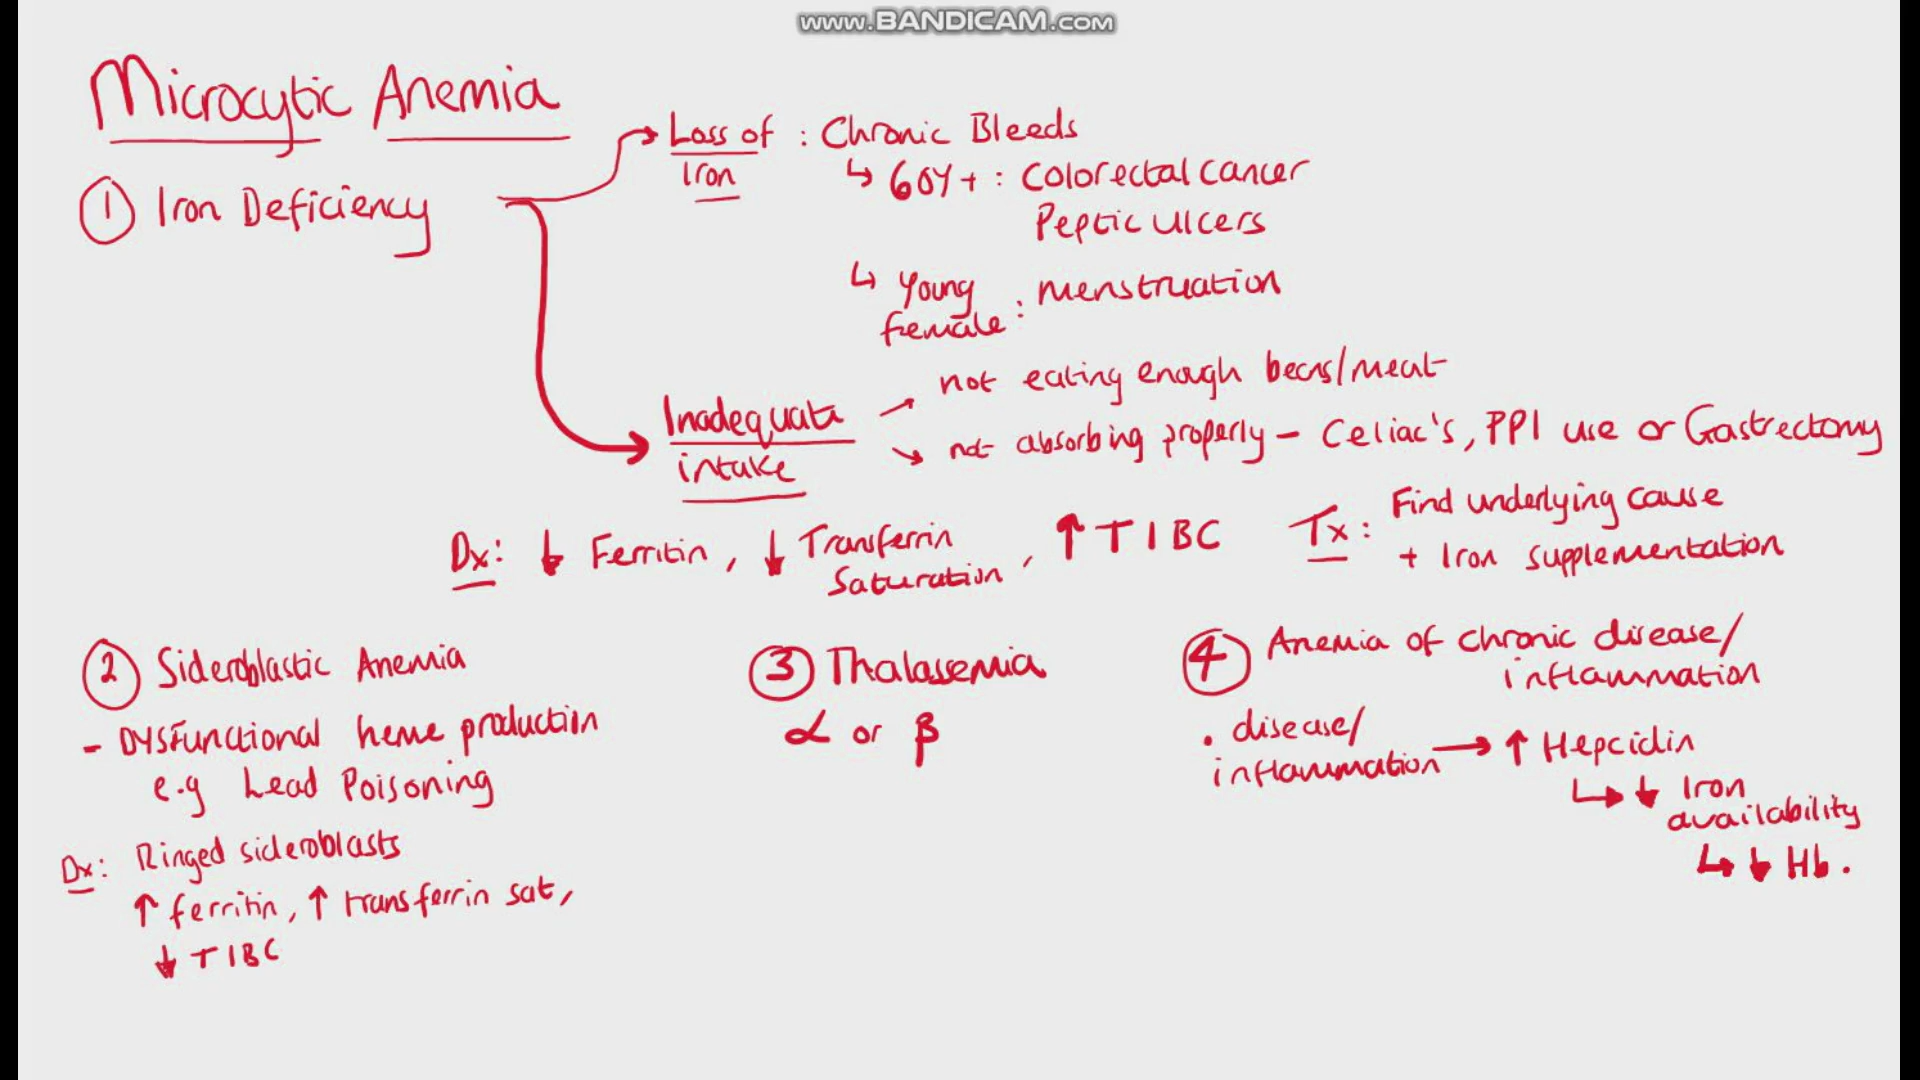 www.BANDICAM.com
Microcytic Anemia
① Iron Deficiency
Loss of : Chronic Bleeds
Iron
↳ 60Y+ : Colorectal cancer
Peptic ulcers
↳ Young : menstruation
female
Inadequate
intake
not eating enough beans/meat
not absorbing properly - Celiac's, PPI use or Gastrectomy
Dx: ↓ Ferritin, ↓ Transferrin Saturation, ↑ TIBC
Tx: Find underlying cause
+ Iron supplementation
② Sideroblastic Anemia
- Dysfunctional heme production
e.g Lead Poisoning
Dx: Ringed sideroblasts
↑ ferritin, ↑ transferrin sat,
↓ TIBC
③ Thalassemia
α or β
④ Anemia of chronic disease/
inflammation
• disease/
inflammation → ↑ Hepcidin
↳ ↓ Iron
availability
↳ ↓ Hb.